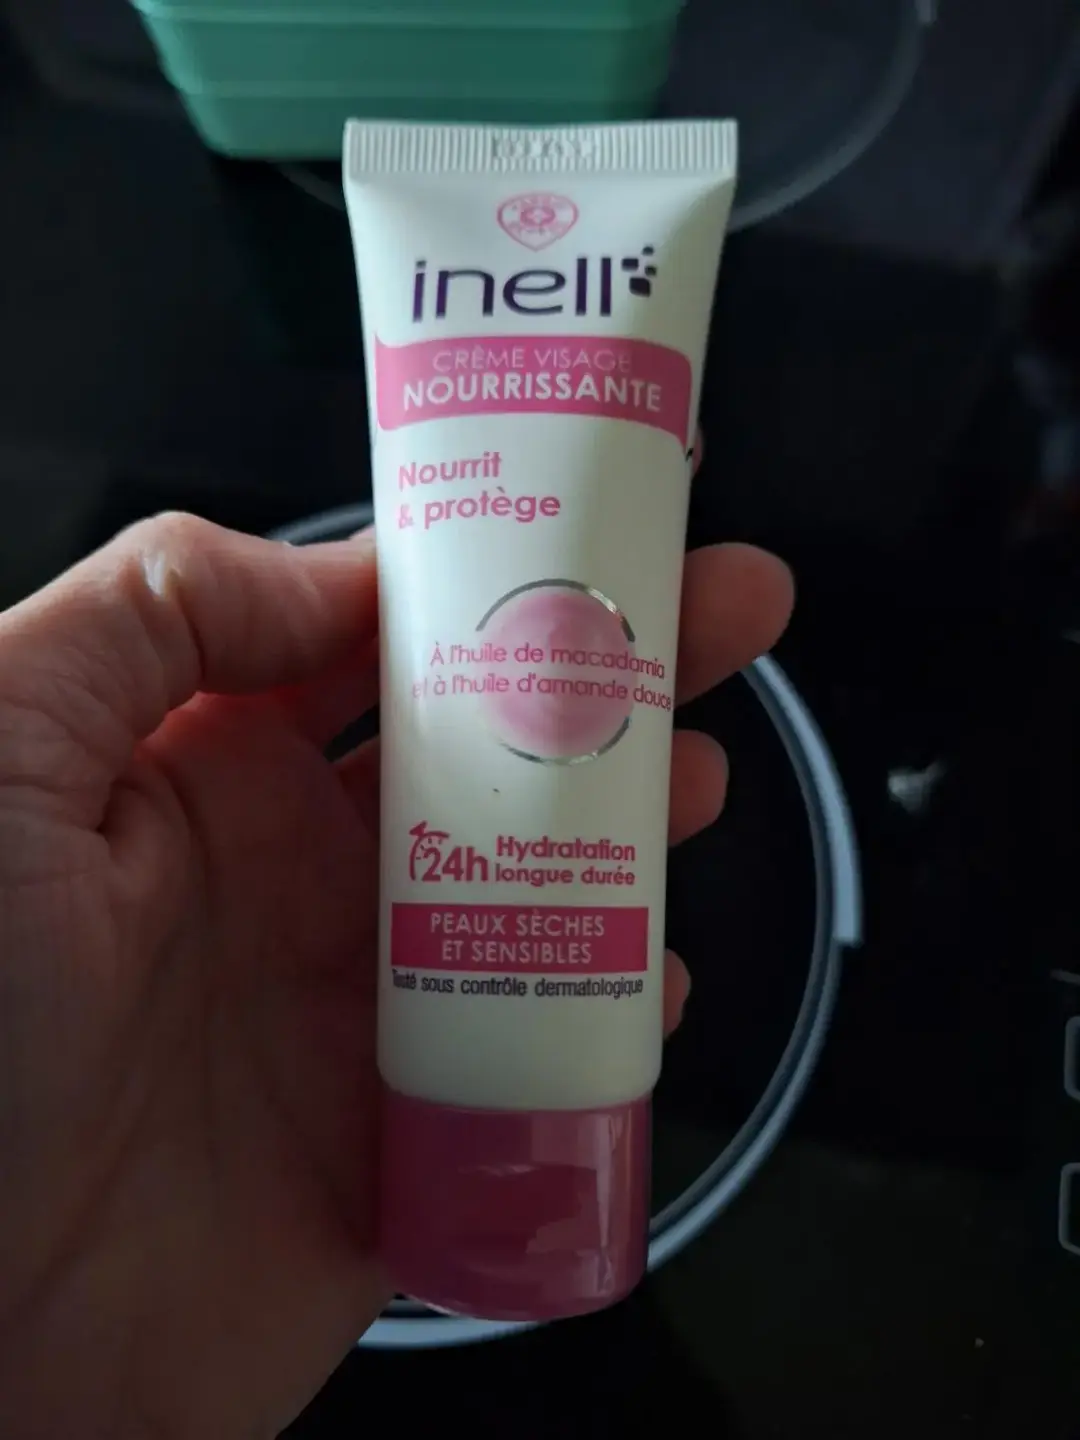 inell
CRÈME VISAGE
NOURRISSANTE
Nourrit
& protège
À l'huile de macadamia
et à l'huile d'amande douce
24h Hydratation
longue durée
PEAUX SÈCHES
ET SENSIBLES
Testé sous contrôle dermatologique